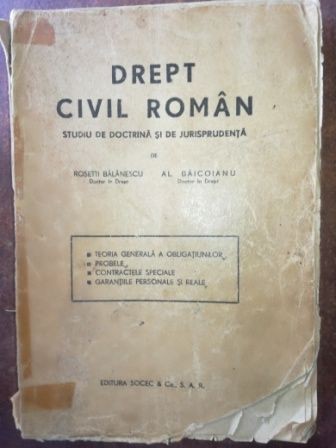 DREPT
CIVIL ROMÂN
STUDIU DE DOCTRINĂ ȘI DE JURISPRUDENȚĂ
DE
ROSETTI BĂLĂNESCU AL. BĂICOIANU
Doctor în Drept Doctor în Drept
■ TEORIA GENERALĂ A OBLIGAȚIUNILOR
■ PROBELE
■ CONTRACTELE SPECIALE
■ GARANȚIILE PERSONALE ȘI REALE
EDITURA SOCEC & Co., S. A. R.